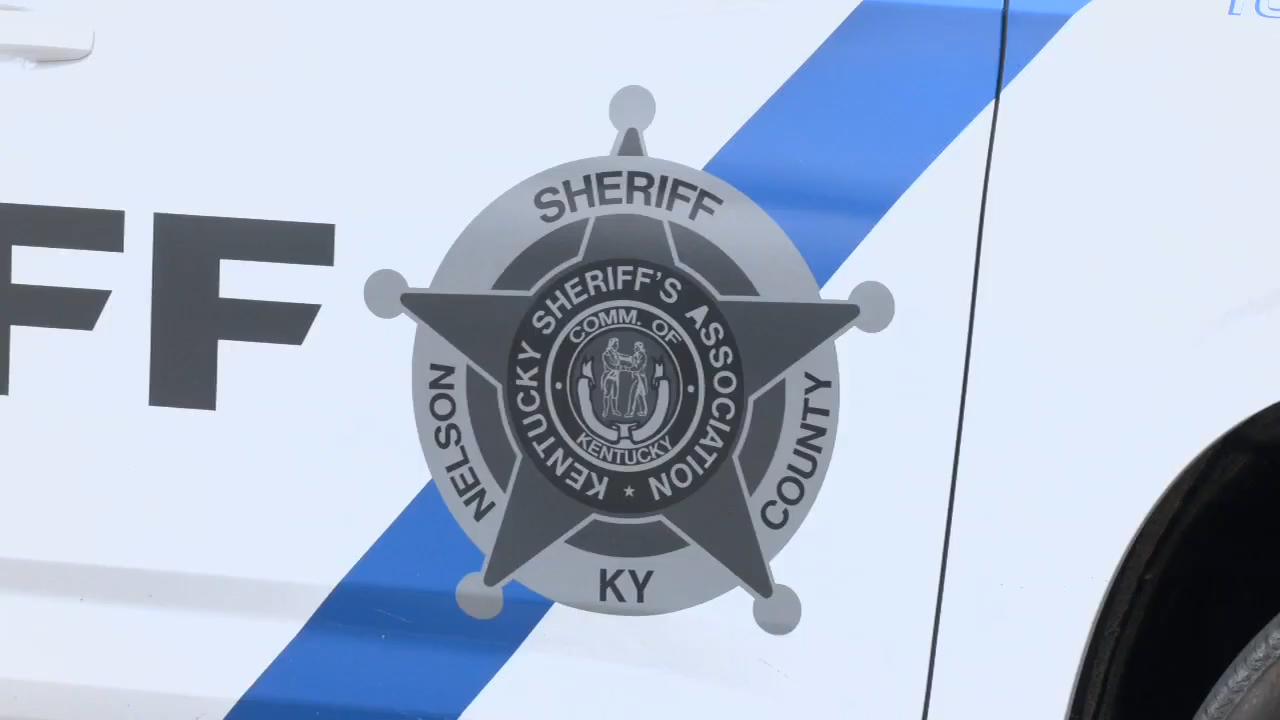 FF
SHERIFF
NELSON
COUNTY
KY
KENTUCKY SHERIFF'S ASSOCIATION
COMM. OF
KENTUCKY